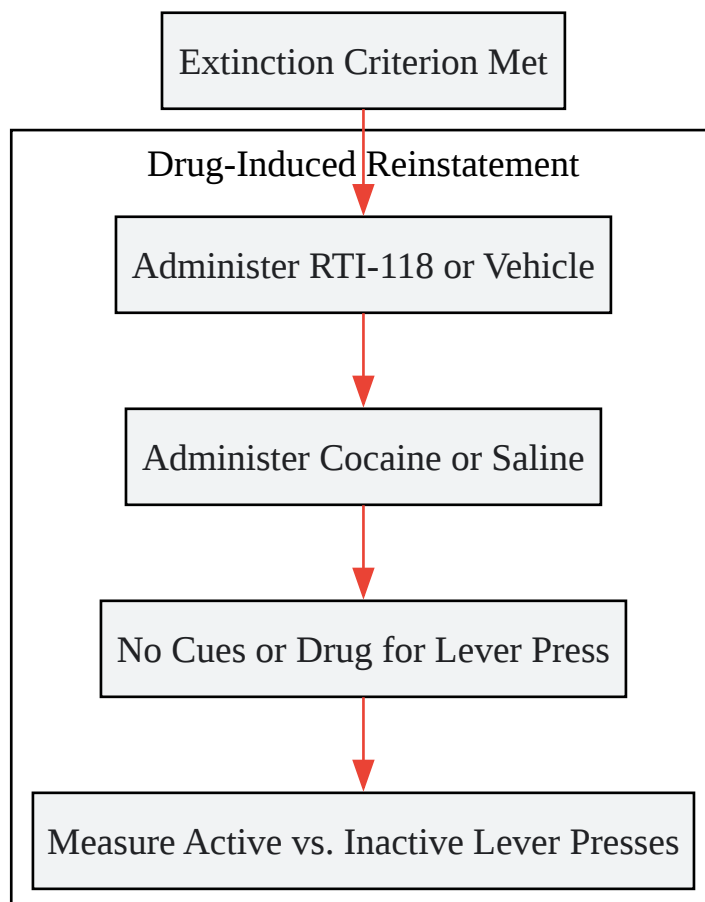 Extinction Criterion Met
Drug-Induced Reinstatement
Administer RTI-118 or Vehicle
Administer Cocaine or Saline
No Cues or Drug for Lever Press
Measure Active vs. Inactive Lever Presses